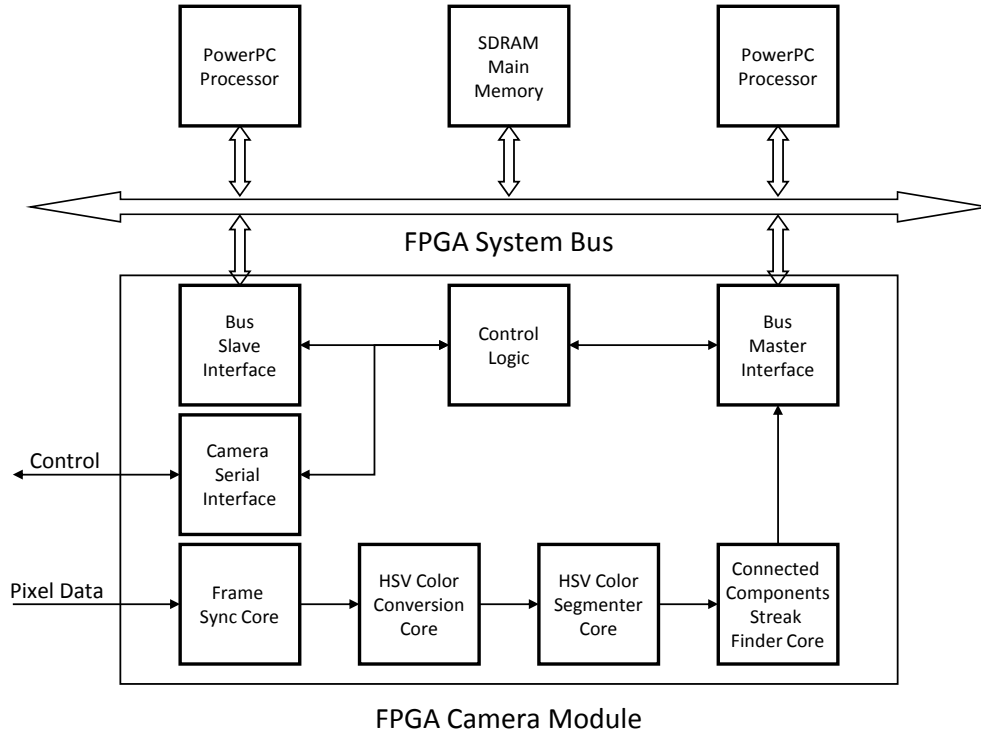 PowerPC
Processor
SDRAM
Main
Memory
PowerPC
Processor
FPGA System Bus
Bus
Slave
Interface
Control
Logic
Bus
Master
Interface
Control
Camera
Serial
Interface
Pixel Data
Frame
Sync Core
HSV Color
Conversion
Core
HSV Color
Segmenter
Core
Connected
Components
Streak
Finder Core
FPGA Camera Module